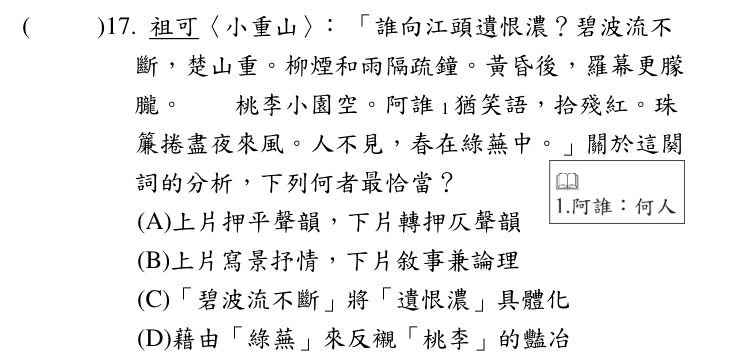 (　　)17. 祖可〈小重山〉：「誰向江頭遺恨濃？碧波流不
斷，楚山重。柳煙和雨隔疏鐘。黃昏後，羅幕更朦
朧。　　桃李小園空。阿誰1猶笑語，拾殘紅。珠
簾捲盡夜來風。人不見，春在綠蕪中。」關於這闋
詞的分析，下列何者最恰當？
1.阿誰：何人
(A)上片押平聲韻，下片轉押仄聲韻
(B)上片寫景抒情，下片敘事兼論理
(C)「碧波流不斷」將「遺恨濃」具體化
(D)藉由「綠蕪」來反襯「桃李」的豔冶